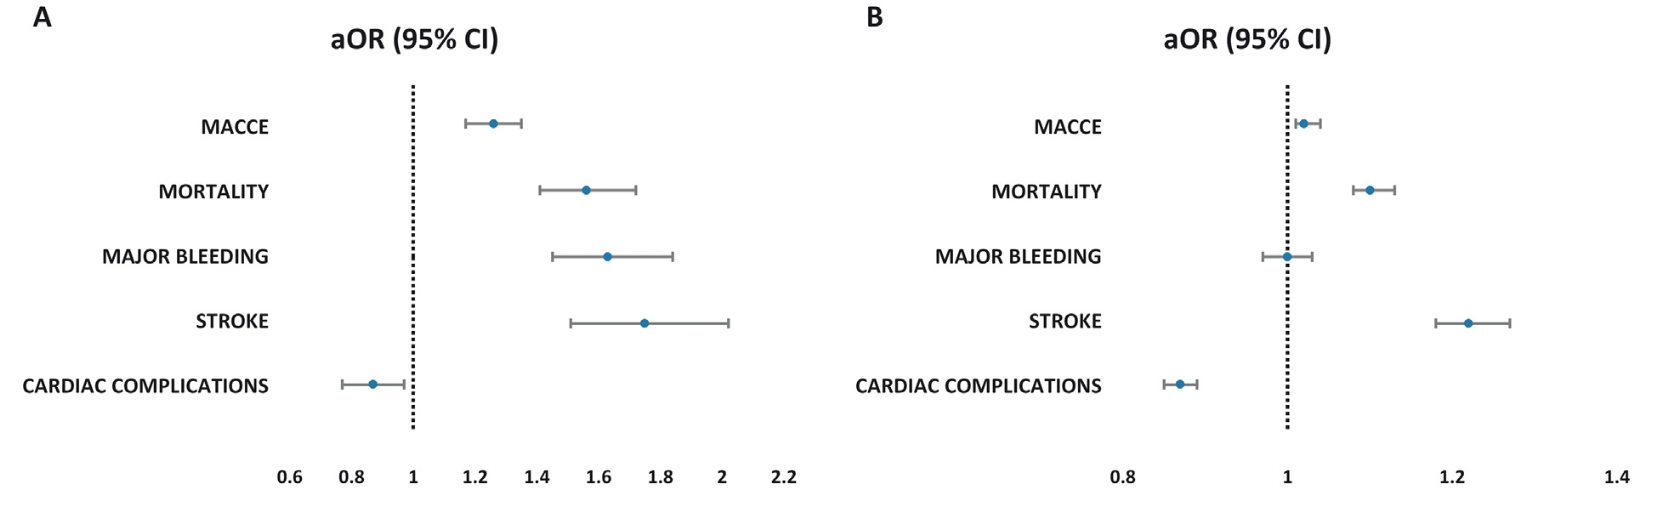 A
aOR (95% CI)
MACCE
MORTALITY
MAJOR BLEEDING
STROKE
CARDIAC COMPLICATIONS
0.6 0.8 1 1.2 1.4 1.6 1.8 2 2.2
B
aOR (95% CI)
MACCE
MORTALITY
MAJOR BLEEDING
STROKE
CARDIAC COMPLICATIONS
0.8 1 1.2 1.4